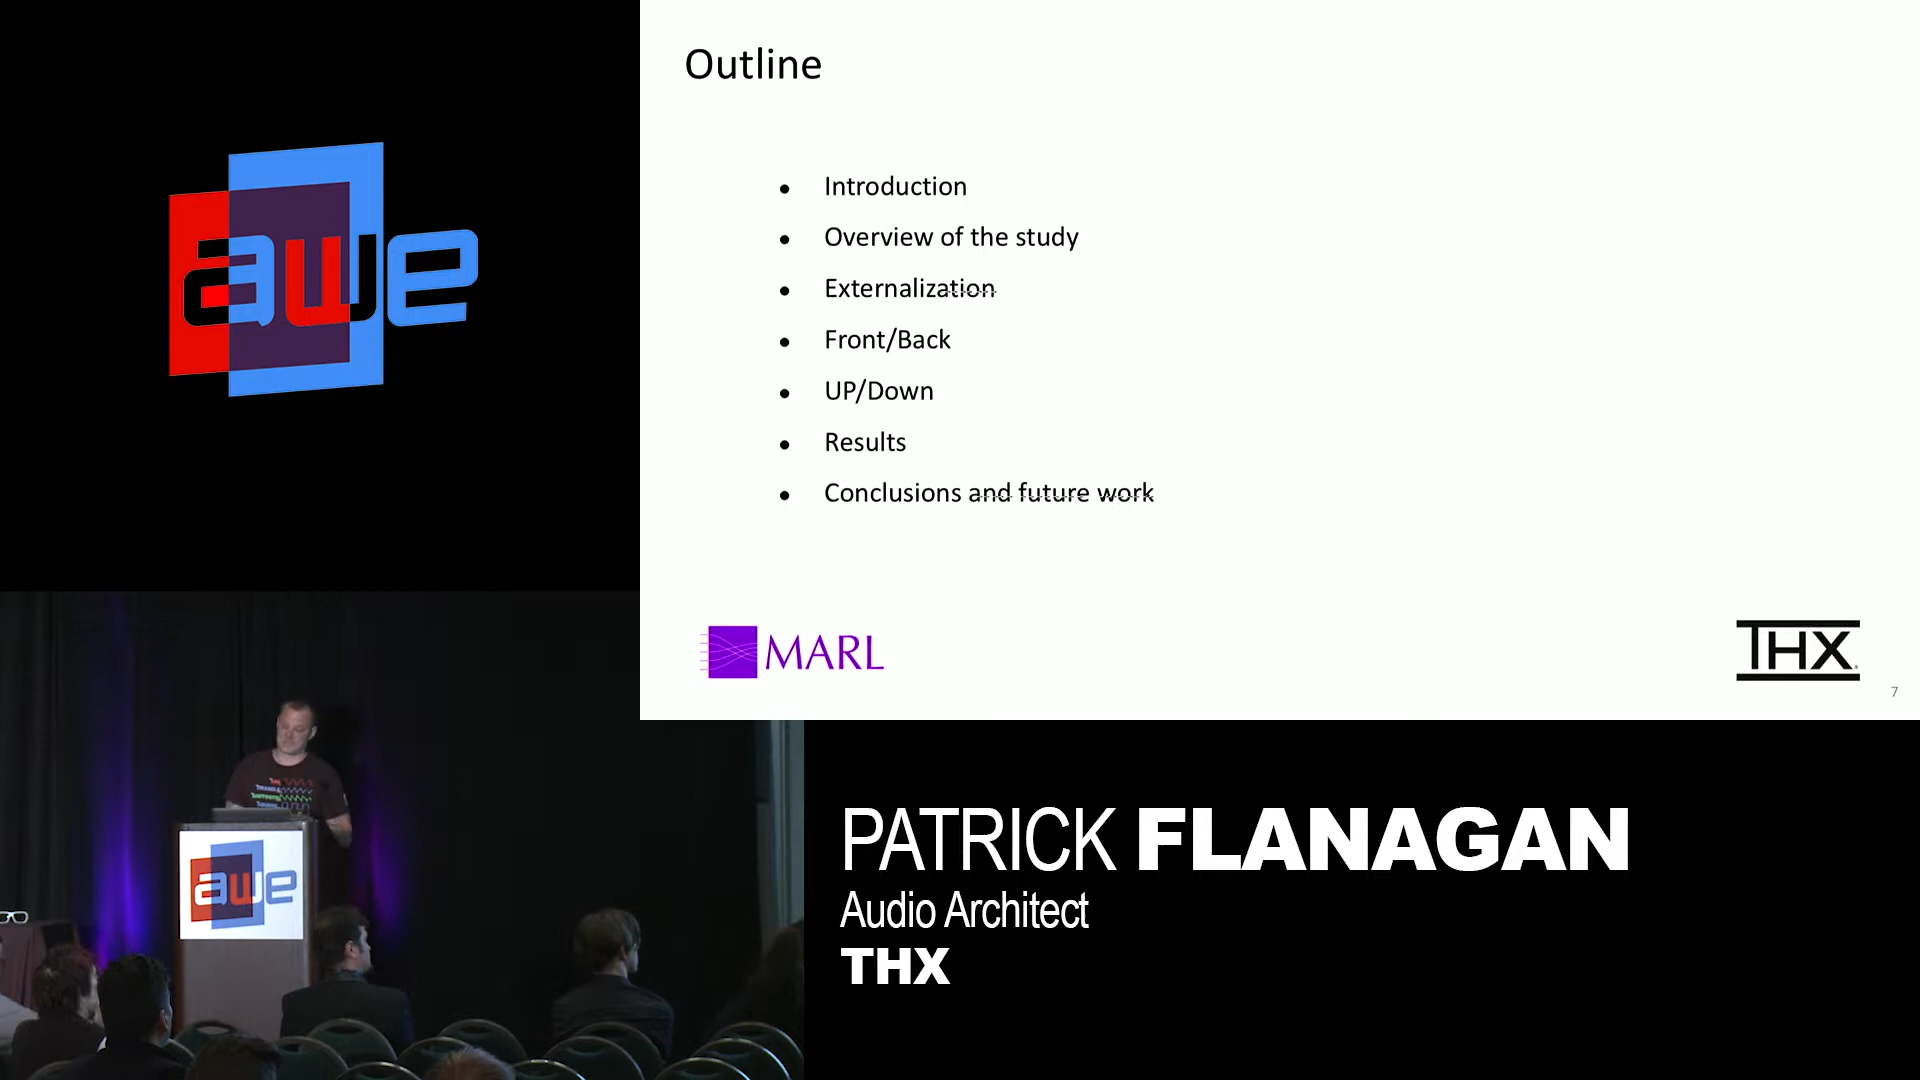 awe
Outline
Introduction
Overview of the study
Externalization
Front/Back
UP/Down
Results
Conclusions and future work
MARL
THX
7
awe
PATRICK FLANAGAN
Audio Architect
THX